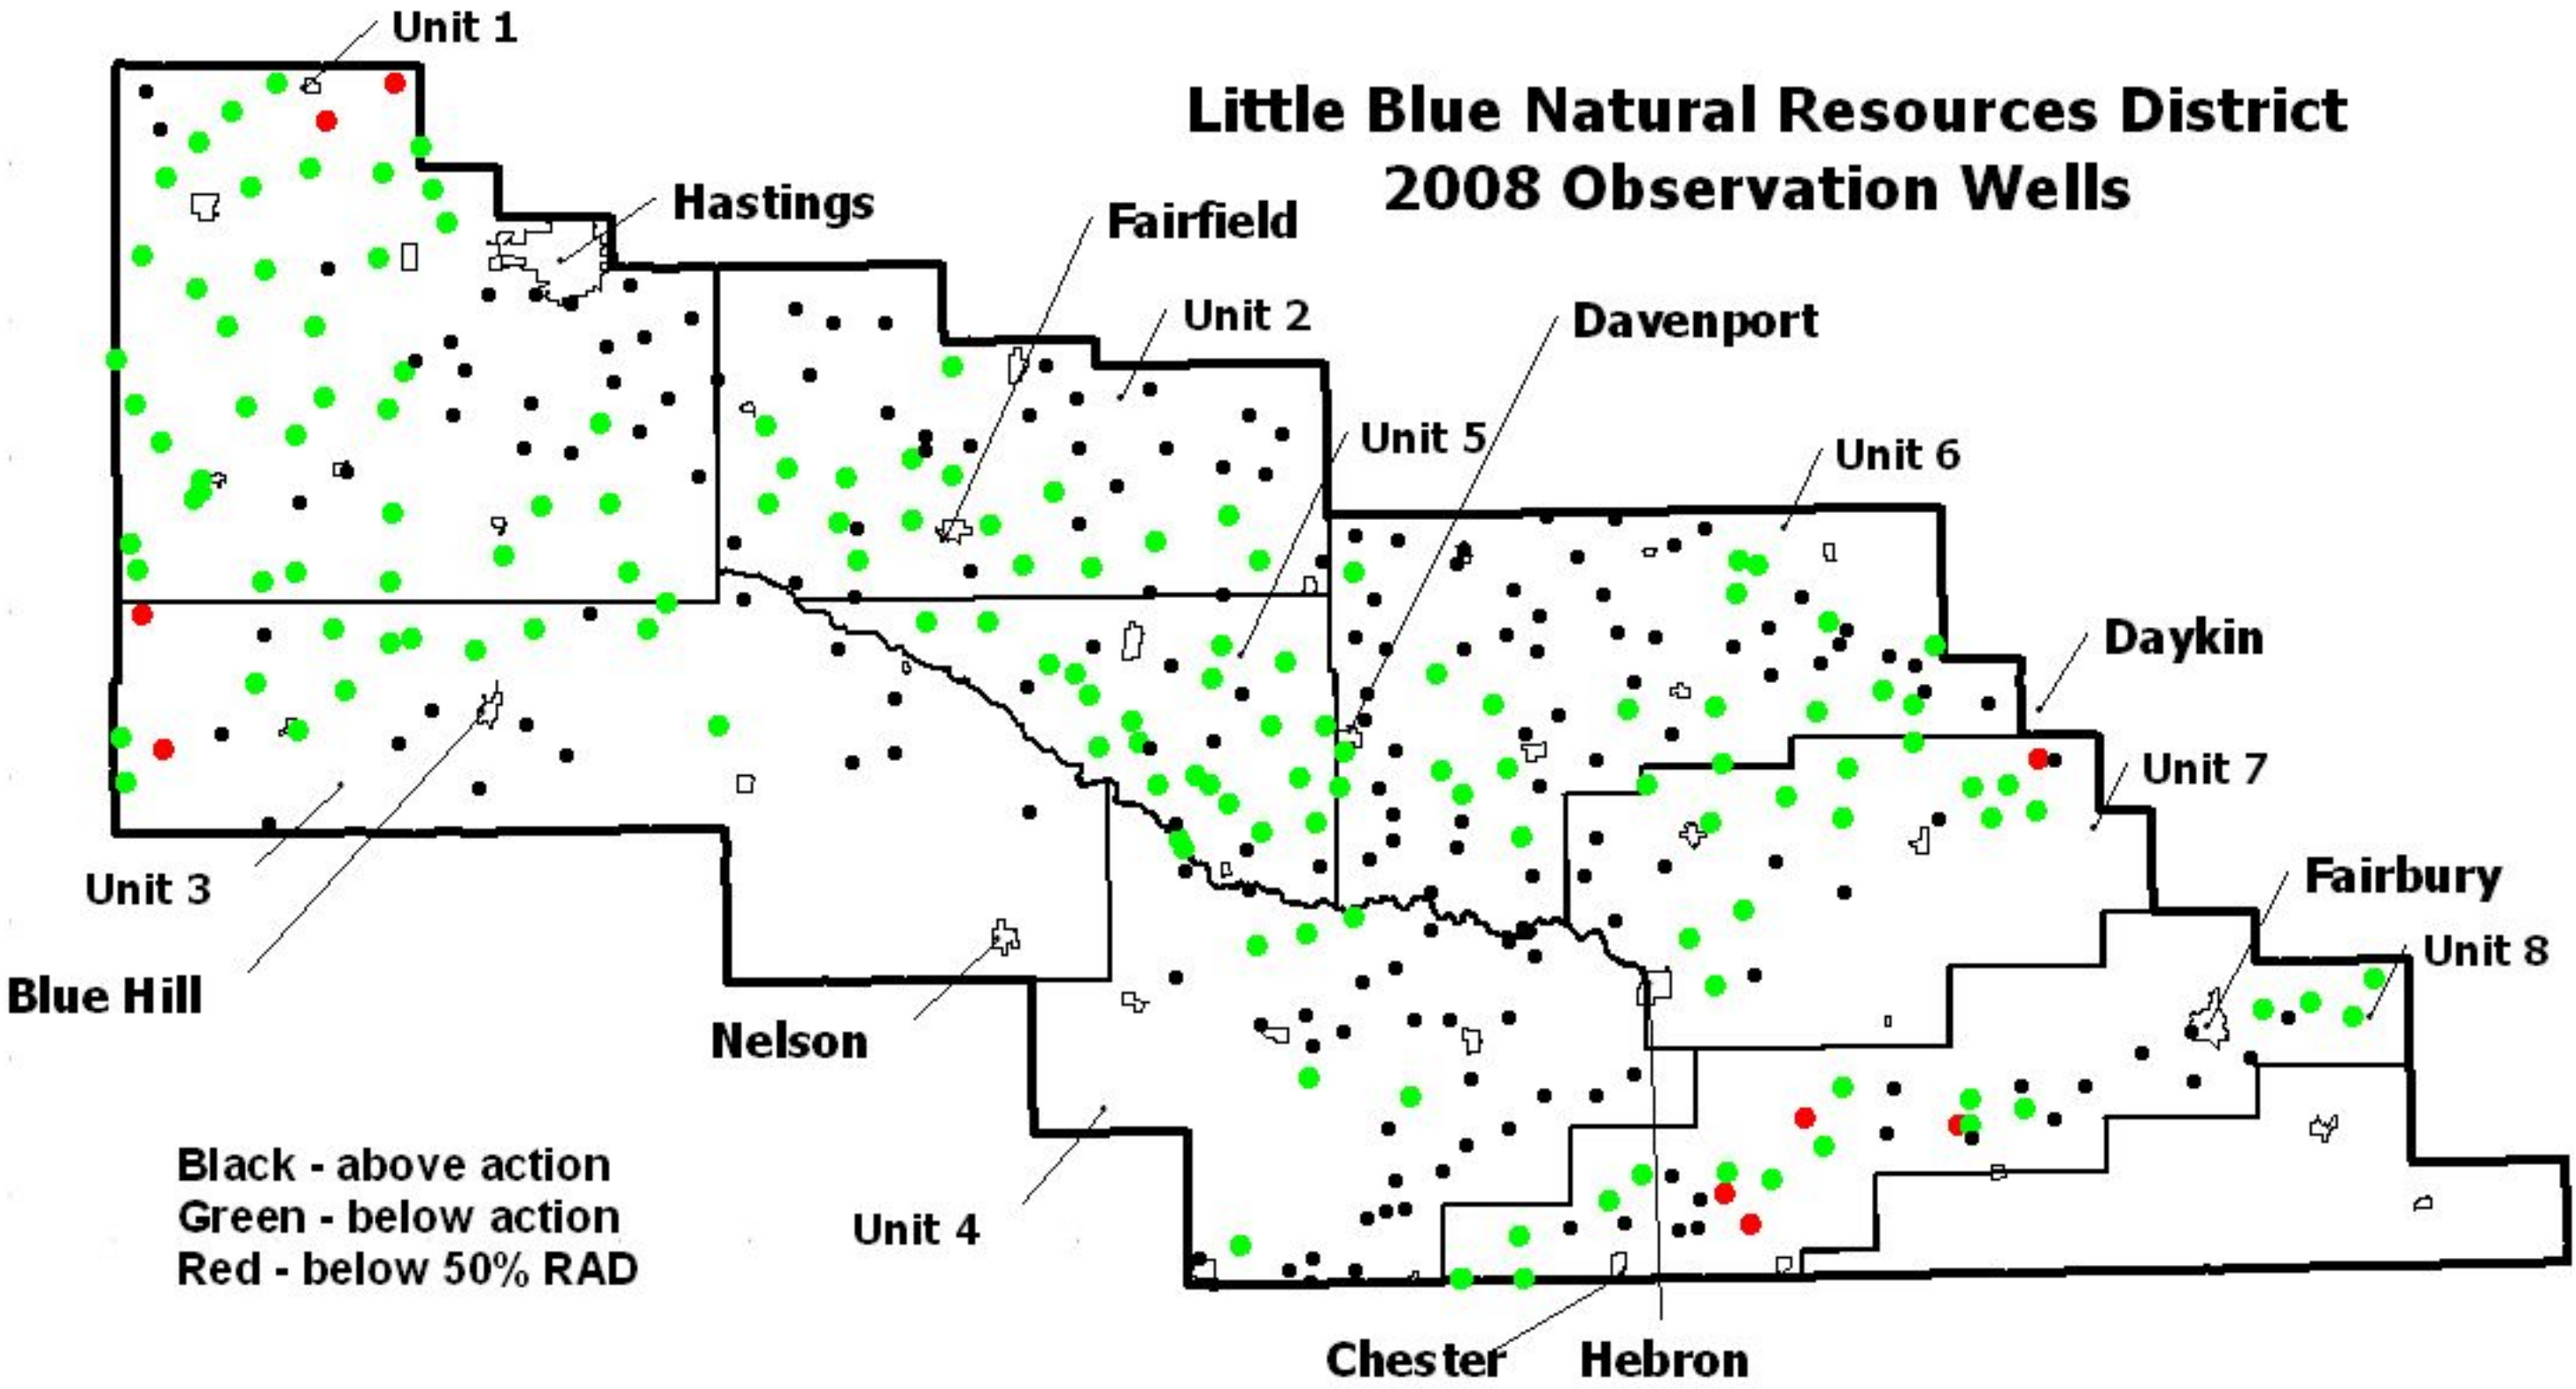 Unit 1
Little Blue Natural Resources District
2008 Observation Wells
Hastings
Fairfield
Unit 2
Davenport
Unit 5
Unit 6
Daykin
Unit 7
Unit 3
Fairbury
Unit 8
Blue Hill
Nelson
Black - above action
Green - below action
Red - below 50% RAD
Unit 4
Chester
Hebron